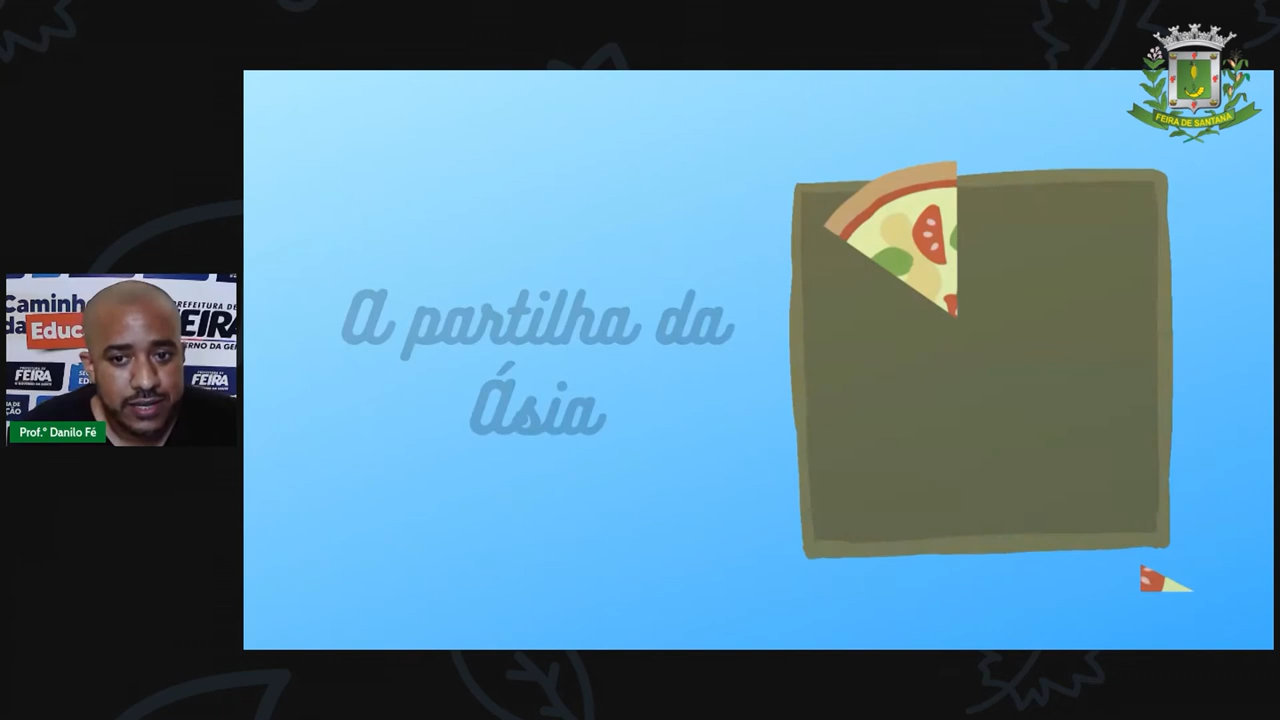 FEIRA DE SANTANA
A partilha da
Ásia
Caminh
da Educ
PREFEITURA DE
FEIRA
FEIRA
FEIRA
Prof.º Danilo Fé